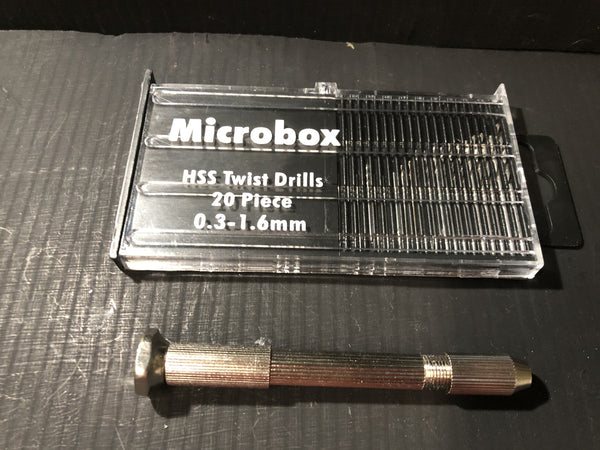 Microbox
HSS Twist Drills
20 Piece
0.3-1.6mm